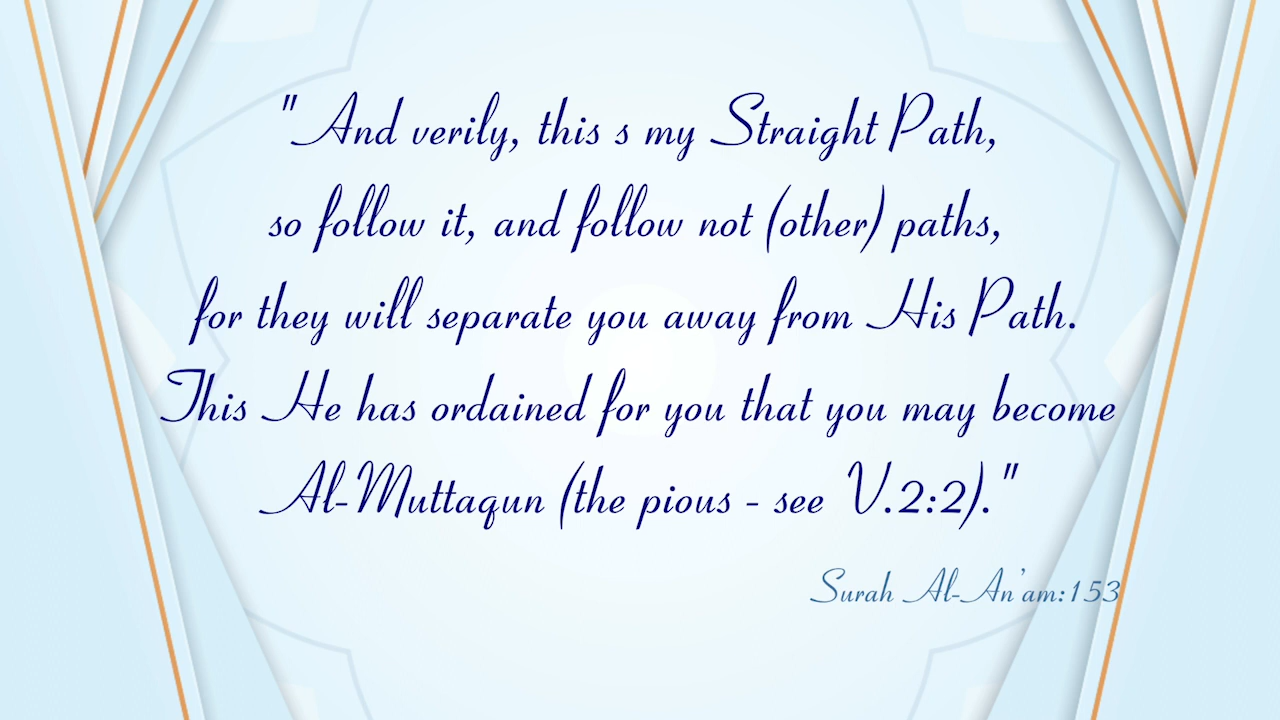 "And verily, this s my Straight Path,
so follow it, and follow not (other) paths,
for they will separate you away from His Path.
This He has ordained for you that you may become
Al-Muttaqun (the pious - see V.2:2)."
Surah Al-An'am:153